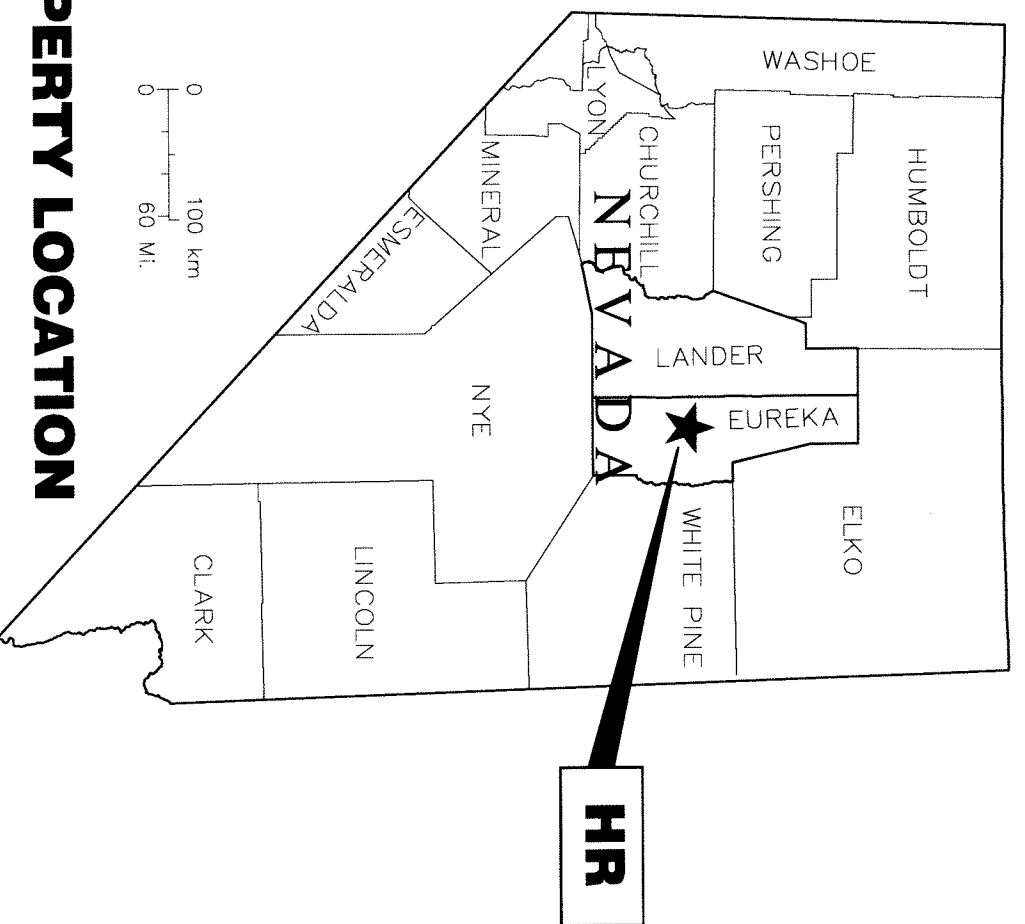 WASHOE
HUMBOLDT
ELKO
PERSHING
EUREKA
LANDER
WHITE PINE
CHURCHILL
NEVADA
HR
LYON
MINERAL
NYE
ESMERALDA
LINCOLN
CLARK
0 100 km
0 60 Mi.
PERTY LOCATION